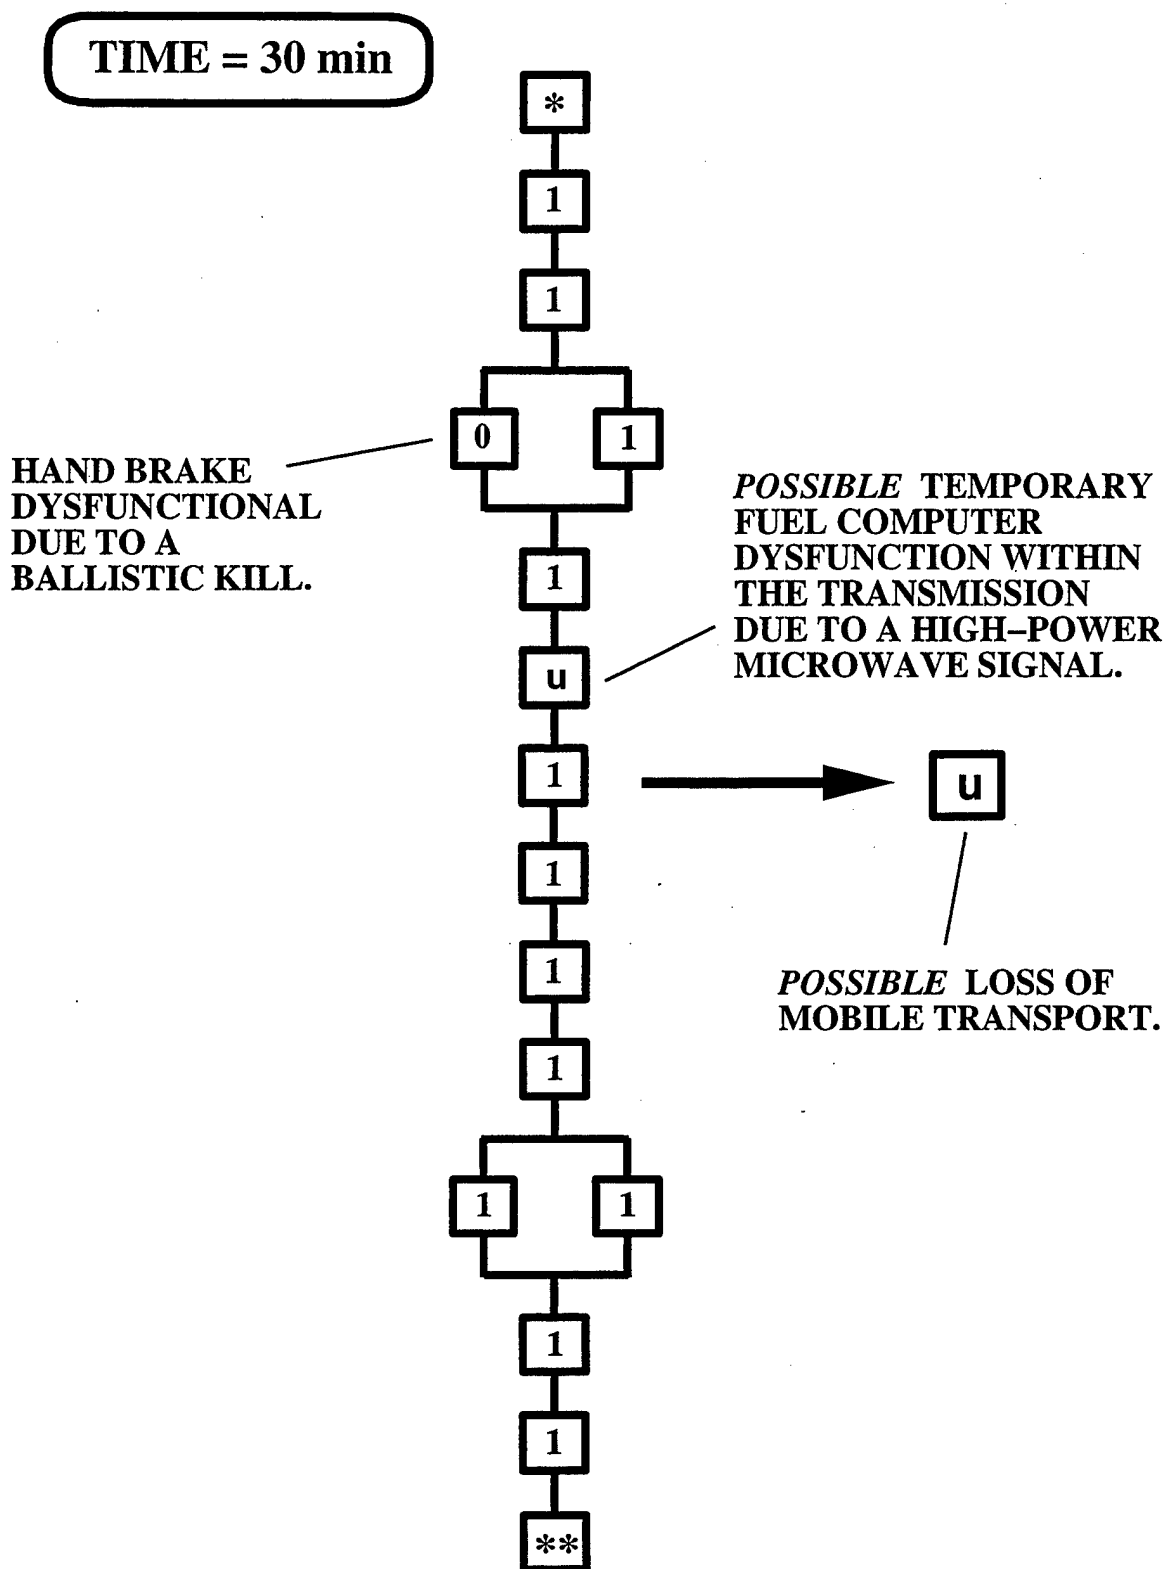 TIME = 30 min
*
1
1
0 1
HAND BRAKE
DYSFUNCTIONAL
DUE TO A
BALLISTIC KILL.
POSSIBLE TEMPORARY
FUEL COMPUTER
DYSFUNCTION WITHIN
THE TRANSMISSION
DUE TO A HIGH–POWER
MICROWAVE SIGNAL.
1
u
1
u
1
1
POSSIBLE LOSS OF
MOBILE TRANSPORT.
1
1 1
1
1
**